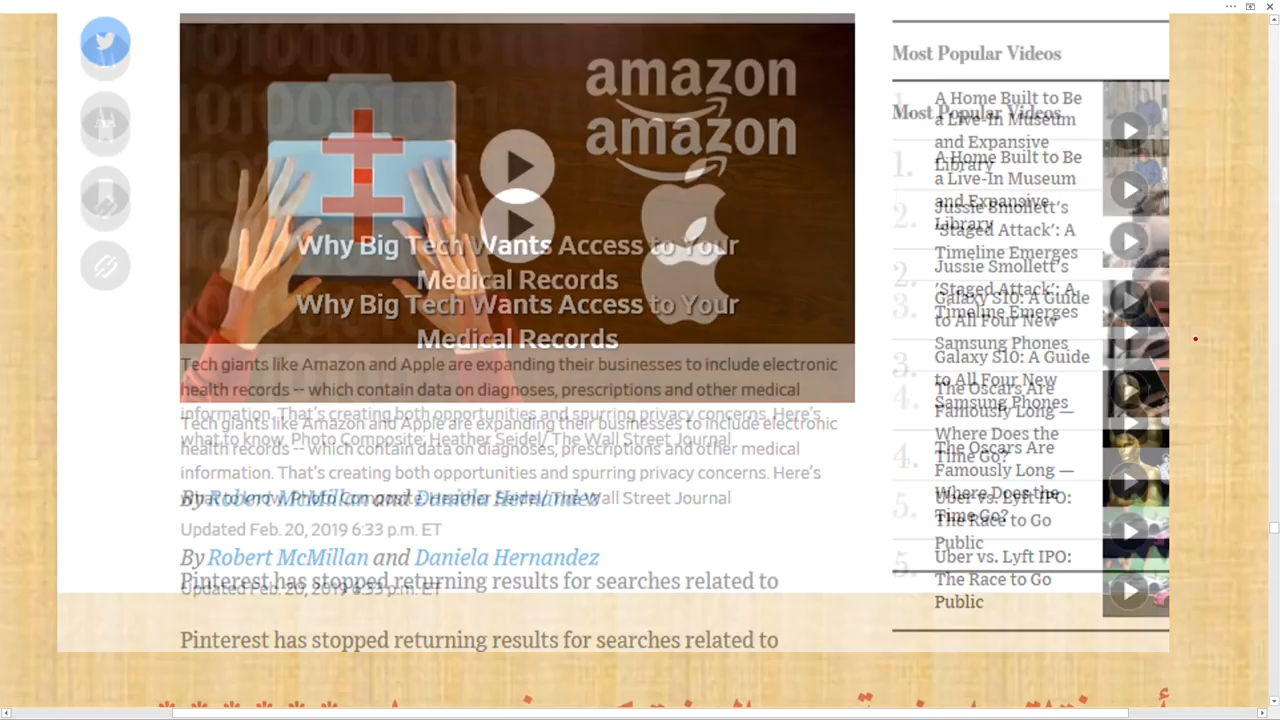 amazon
Why Big Tech Wants Access to Your
Medical Records
Tech giants like Amazon and Apple are expanding their businesses to include electronic
health records -- which contain data on diagnoses, prescriptions and other medical
information. That's creating both opportunities and spurring privacy concerns. Here's
what to know. Photo Composite: Heather Seidel/The Wall Street Journal
By Robert McMillan and Daniela Hernandez
Updated Feb. 20, 2019 6:33 p.m. ET
Pinterest has stopped returning results for searches related to
Most Popular Videos
1. A Home Built to Be
a Live-In Museum
and Expansive
Library
2. Jussie Smollett's
'Staged Attack': A
Timeline Emerges
3. Galaxy S10: A Guide
to All Four New
Samsung Phones
4. The Oscars Are
Famously Long —
Where Does the
Time Go?
5. Uber vs. Lyft IPO:
The Race to Go
Public